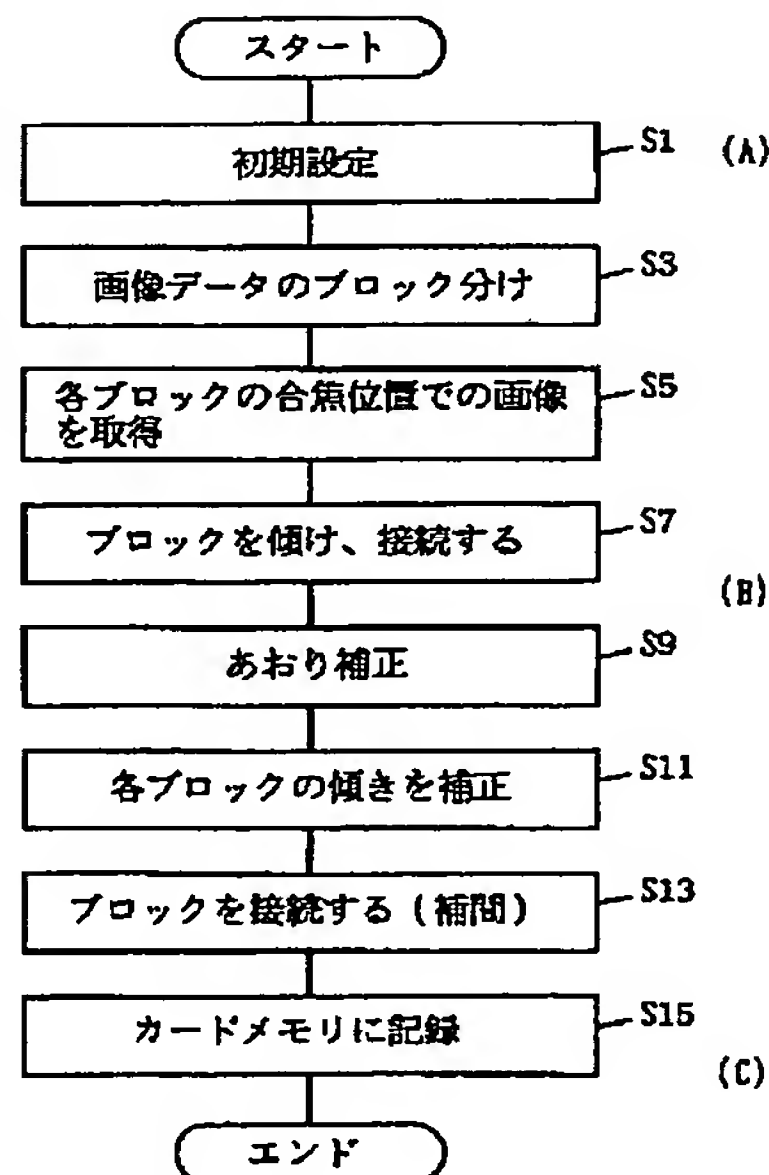 スタート
初期設定
S1
(A)
画像データのブロック分け
S3
各ブロックの合焦位置での画像
を取得
S5
ブロックを傾け、接続する
S7
(B)
あおり補正
S9
各ブロックの傾きを補正
S11
ブロックを接続する(補間)
S13
カードメモリに記録
S15
(C)
エンド